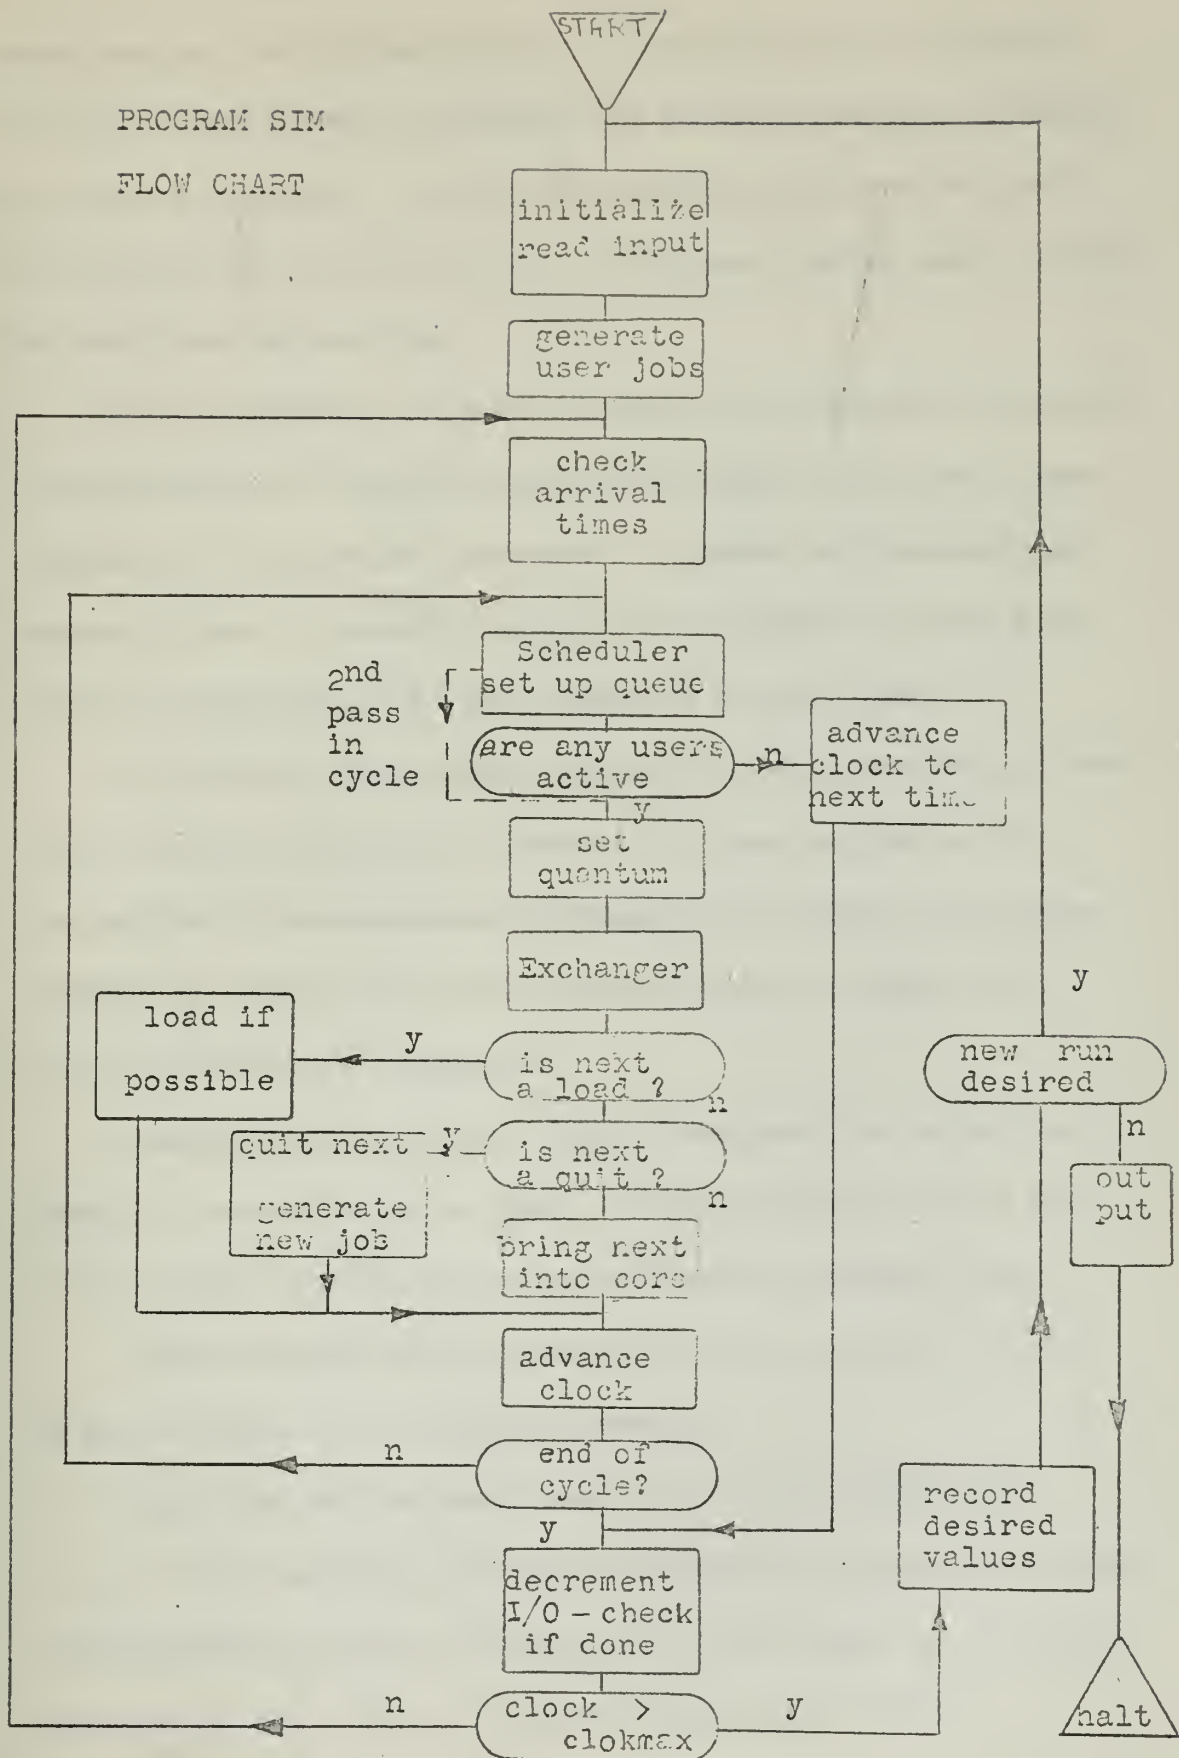 START
PROGRAM SIM
FLOW CHART
initialize
read input
generate
user jobs
check
arrival
times
Scheduler
set up queue
2nd
pass
in
cycle
are any users
active
n
advance
clock to
next time
y
set
quantum
Exchanger
load if
possible
y
is next
a load ?
n
quit next
y
is next
a quit ?
n
generate
new job
bring next
into core
advance
clock
n
end of
cycle?
y
decrement
I/O - check
if done
n
clock >
clokmax
y
record
desired
values
y
new run
desired
n
out
put
halt